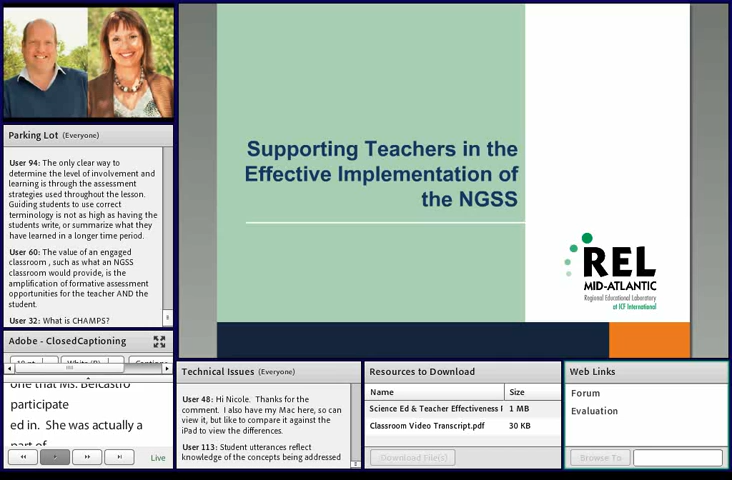 Parking Lot (Everyone)
User 94: The only clear way to
determine the level of involvement and
learning is through the assessment
strategies used throughout the lesson.
Guiding students to use correct
terminology is not as high as having the
students write, or summarize what they
have learned in a longer time period.
User 60: The value of an engaged
classroom , such as what an NGSS
classroom would provide, is the
amplification of formative assessment
opportunities for the teacher AND the
student.
User 32: What is CHAMPS?
Adobe - ClosedCaptioning
one that Ms. Belcastro
participate
ed in. She was actually a
part of
Live
Supporting Teachers in the
Effective Implementation of
the NGSS
REL
MID-ATLANTIC
Regional Educational Laboratory
at ICF International
Technical Issues (Everyone)
User 48: Hi Nicole. Thanks for the
comment. I also have my Mac here, so can
view it, but like to compare it against the
iPad to view the differences.
User 113: Student utterances reflect
knowledge of the concepts being addressed
Resources to Download
Name Size
Science Ed & Teacher Effectiveness 1 MB
Classroom Video Transcript.pdf 30 KB
Download File(s)
Web Links
Forum
Evaluation
Browse To